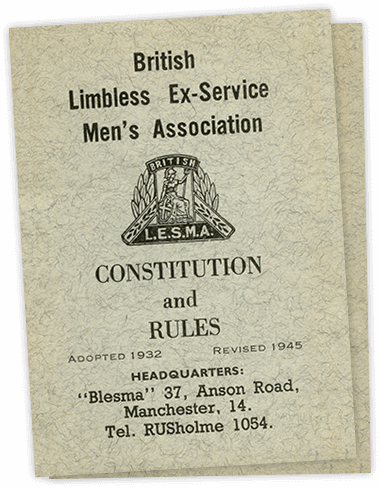 British
Limbless Ex-Service
Men's Association
BRITISH
L.E.S.M.A.
CONSTITUTION
and
RULES
ADOPTED 1932 REVISED 1945
HEADQUARTERS:
"Blesma" 37, Anson Road,
Manchester, 14.
Tel. RUSholme 1054.